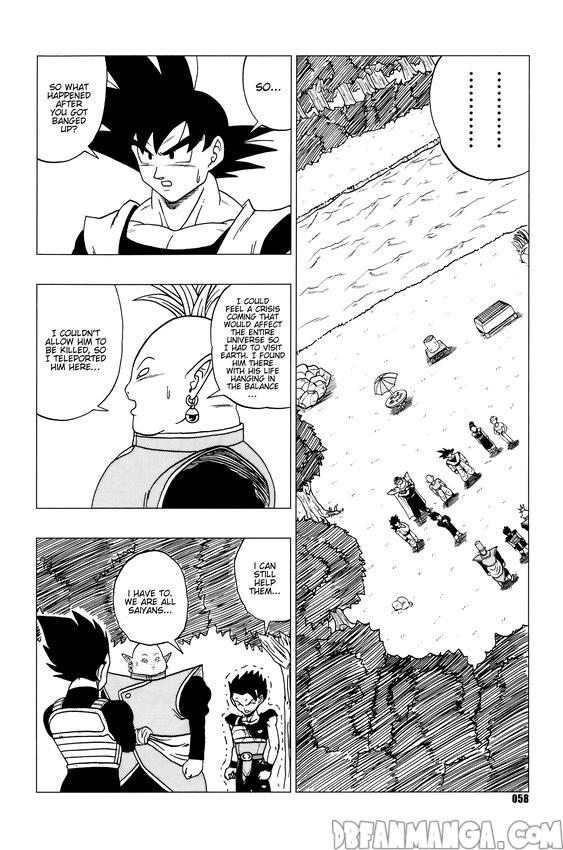 .........
.........
SO...
SO WHAT
HAPPENED
AFTER
YOU GOT
BANGED
UP?
I COULD
FEEL A
CRISIS
COMING THAT
WOULD AFFECT
THE ENTIRE
UNIVERSE SO
I HAD TO VISIT
EARTH. I FOUND
HIM THERE
WITH HIS LIFE
HANGING IN
THE BALANCE
...
I COULDN'T
ALLOW HIM
TO BE KILLED, SO
I TELEPORTED
HIM HERE...
I CAN
STILL
HELP
THEM...
I HAVE TO.
WE ARE ALL
SAIYANS
058
DBFANMANGA.COM